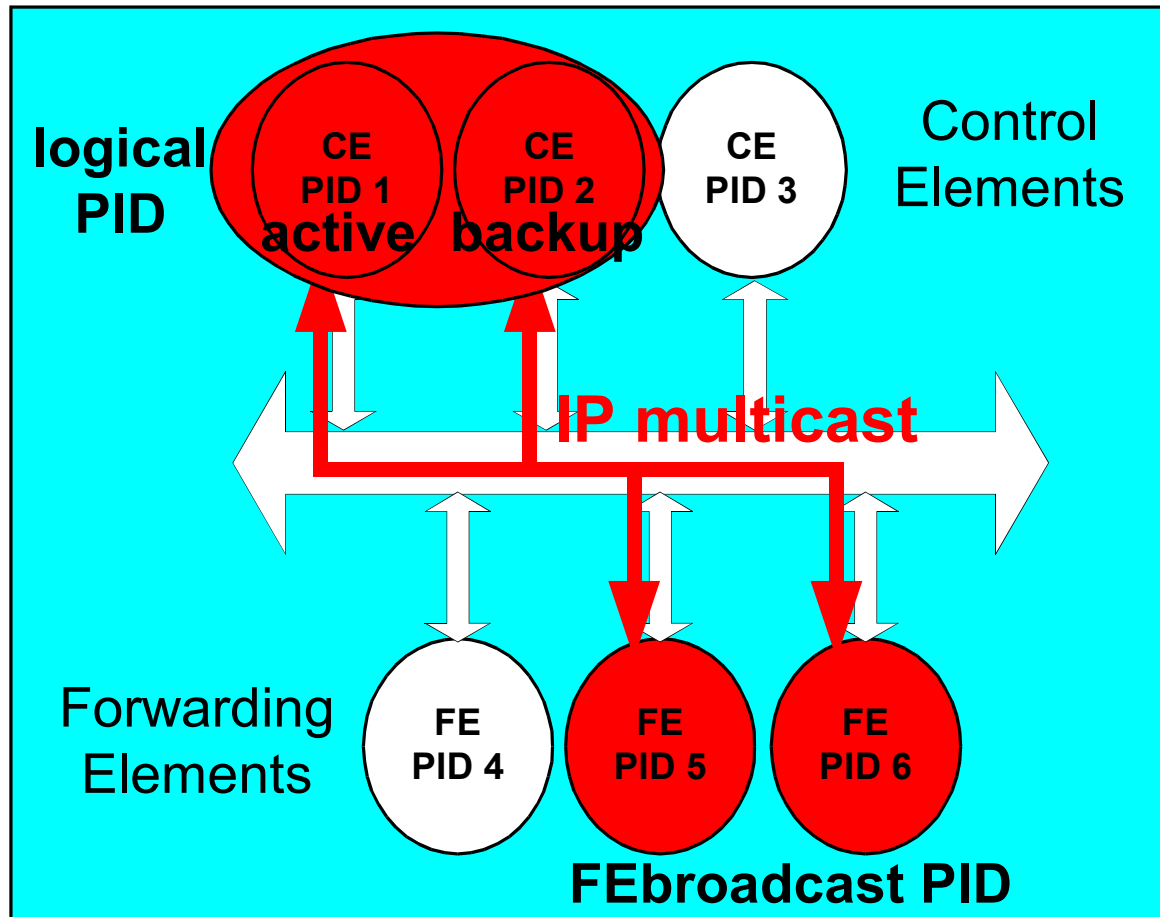 logical
PID
CE
PID 1
active
CE
PID 2
backup
CE
PID 3
Control
Elements
IP multicast
Forwarding
Elements
FE
PID 4
FE
PID 5
FE
PID 6
FEbroadcast PID